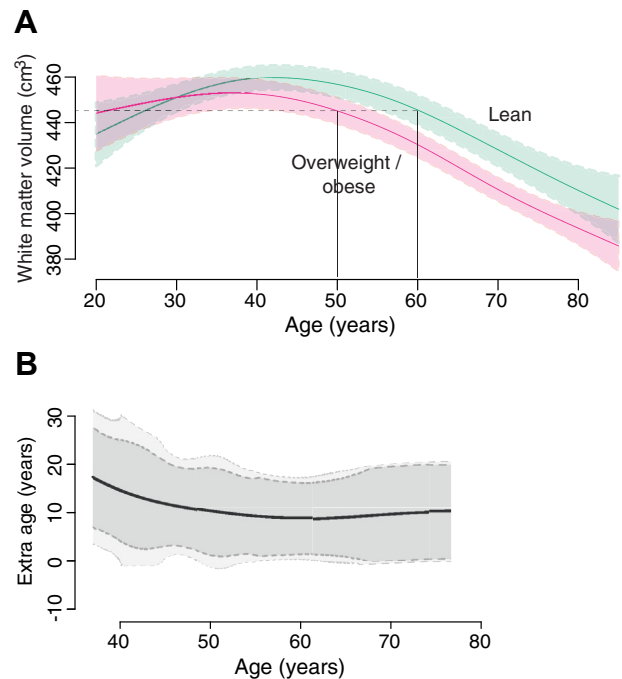 A
White matter volume (cm³)
460
440
420
400
380
Lean
Overweight /
obese
20 30 40 50 60 70 80
Age (years)
B
Extra age (years)
30
20
10
0
-10
40 50 60 70 80
Age (years)